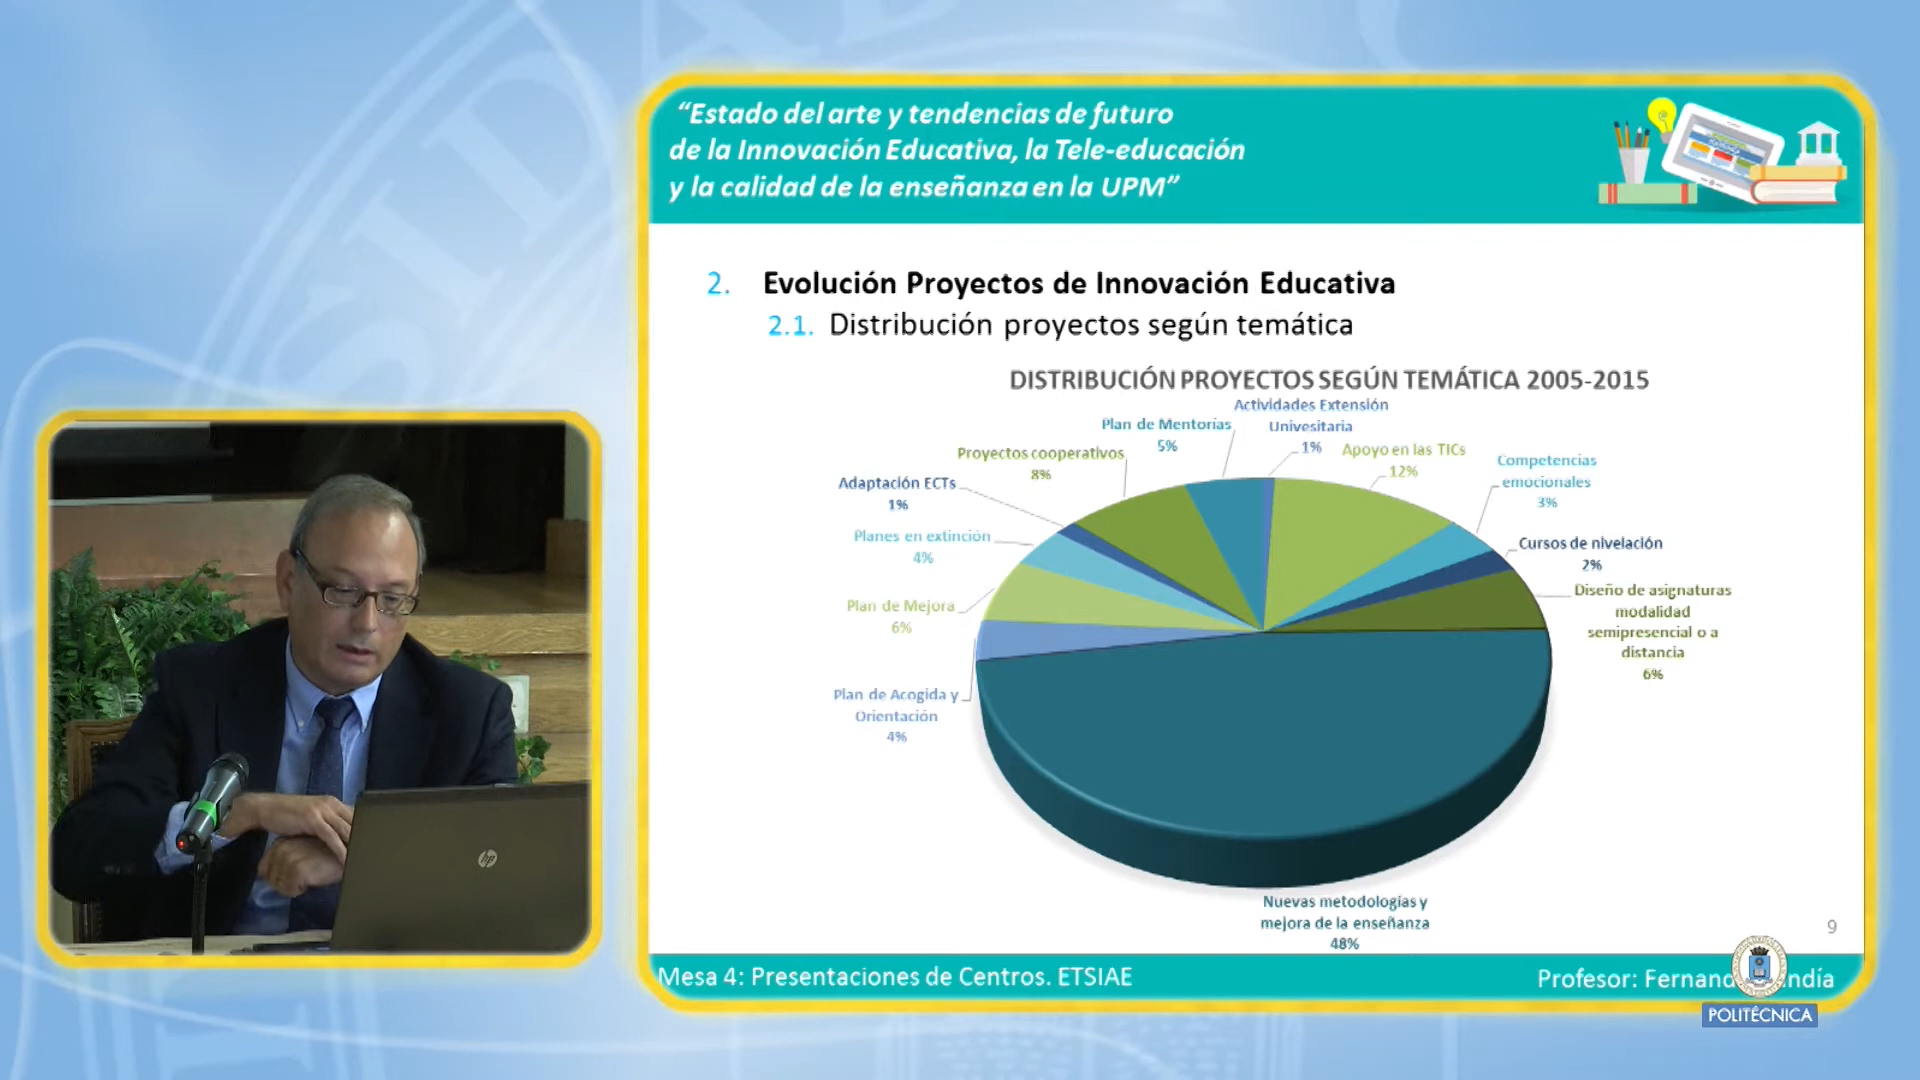 “Estado del arte y tendencias de futuro
de la Innovación Educativa, la Tele-educación
y la calidad de la enseñanza en la UPM”
2. Evolución Proyectos de Innovación Educativa
2.1. Distribución proyectos según temática
DISTRIBUCIÓN PROYECTOS SEGÚN TEMÁTICA 2005-2015
Actividades Extensión
Univesitaria
1%
Plan de Mentorías
5%
Apoyo en las TICs
12%
Proyectos cooperativos
8%
Competencias
emocionales
3%
Adaptación ECTs
1%
Cursos de nivelación
2%
Planes en extinción
4%
Diseño de asignaturas
modalidad
semipresencial o a
distancia
6%
Plan de Mejora
6%
Plan de Acogida y
Orientación
4%
Nuevas metodologías y
mejora de la enseñanza
48%
9
Mesa 4: Presentaciones de Centros. ETSIAE
Profesor:
POLITÉCNICA
hp